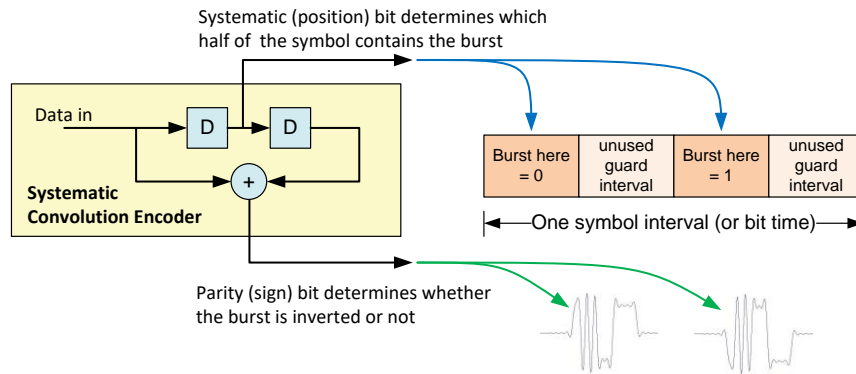 Systematic (position) bit determines which
half of the symbol contains the burst
Data in
D
D
+
Systematic
Convolution Encoder
Burst here
= 0
unused
guard
interval
Burst here
= 1
unused
guard
interval
One symbol interval (or bit time)
Parity (sign) bit determines whether
the burst is inverted or not